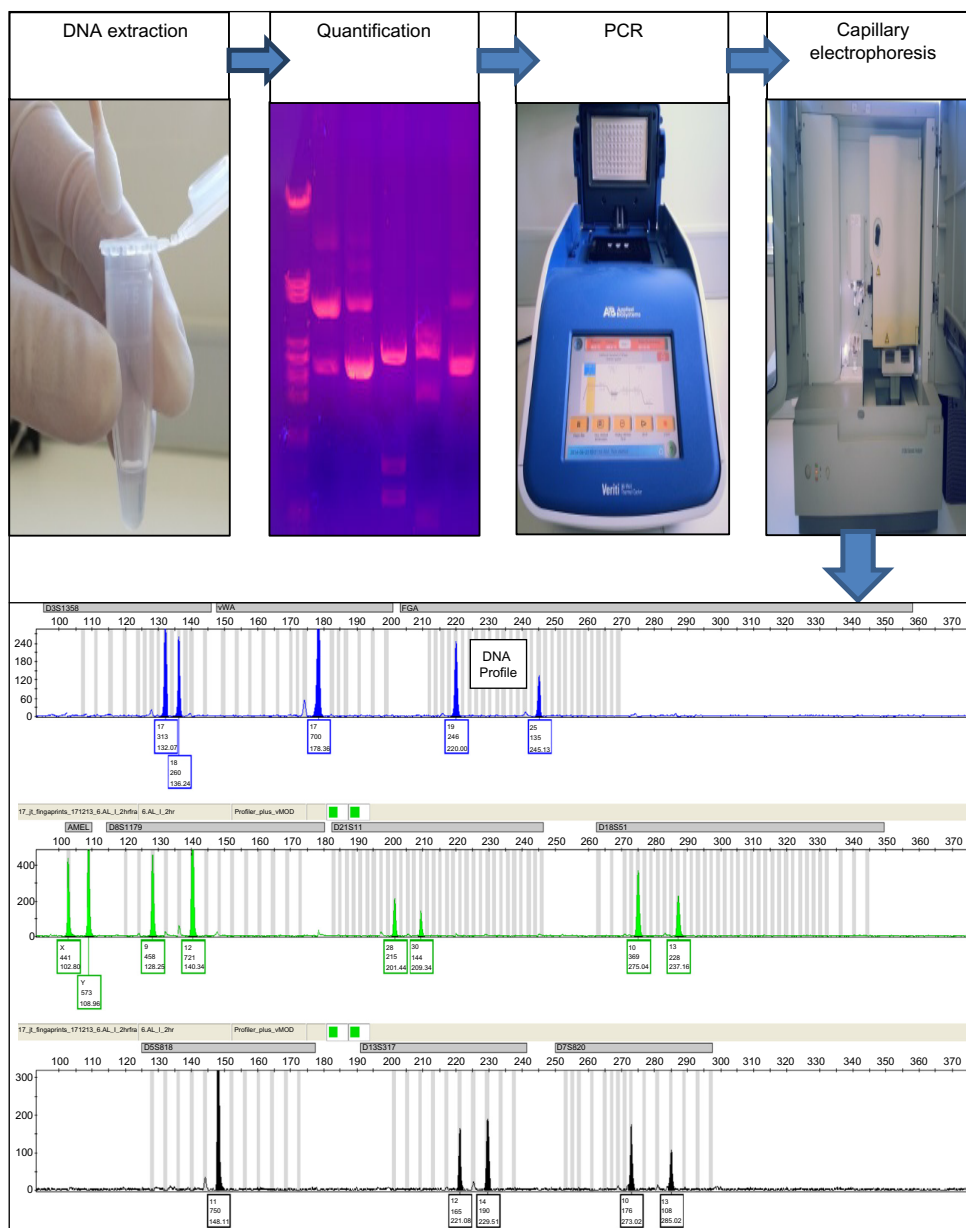 DNA extraction
Quantification
PCR
Capillary
electrophoresis
AB Applied
Biosystems
Veriti
D3S1358 vWA FGA
100 110 120 130 140 150 160 170 180 190 200 210 220 230 240 250 260 270 280 290 300 310 320 330 340 350 360 370
240
180
120
60
0
DNA
Profile
17 17 19 25
313 700 246 135
132.07 178.36 220.00 245.13
18
260
136.24
17_jt_fingaprints_171213_6.AL_I_2hrfra 6.AL_I_2hr Profiler_plus_vMOD
AMEL D8S1179 D21S11 D18S51
100 110 120 130 140 150 160 170 180 190 200 210 220 230 240 250 260 270 280 290 300 310 320 330 340 350 360 370
400
200
0
X 9 12 28 30 10 13
441 458 721 215 144 369 228
102.80 128.25 140.34 201.44 209.34 275.04 237.16
Y
573
108.96
17_jt_fingaprints_171213_6.AL_I_2hrfra 6.AL_I_2hr Profiler_plus_vMOD
D5S818 D13S317 D7S820
100 110 120 130 140 150 160 170 180 190 200 210 220 230 240 250 260 270 280 290 300 310 320 330 340 350 360 370
300
200
100
0
11 12 14 10 13
750 165 190 176 108
148.11 221.08 229.51 273.02 285.02